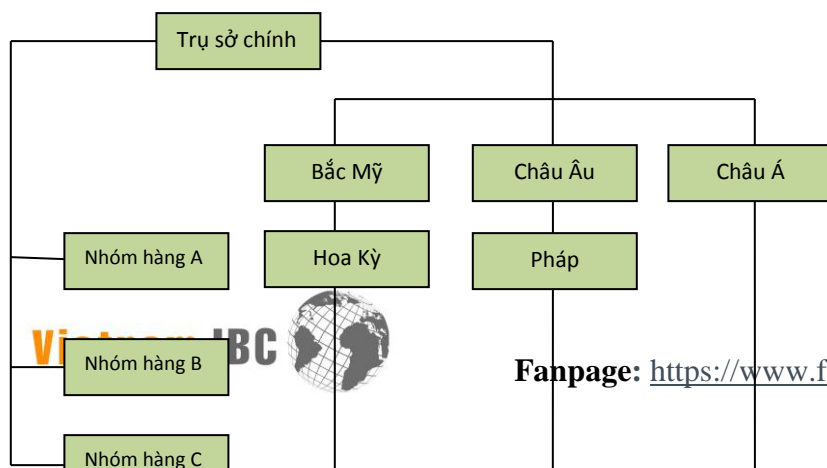 Trụ sở chính
Bắc Mỹ
Châu Âu
Châu Á
Nhóm hàng A
Hoa Kỳ
Pháp
IBC
Nhóm hàng B
Fanpage: https://www.f
Nhóm hàng C